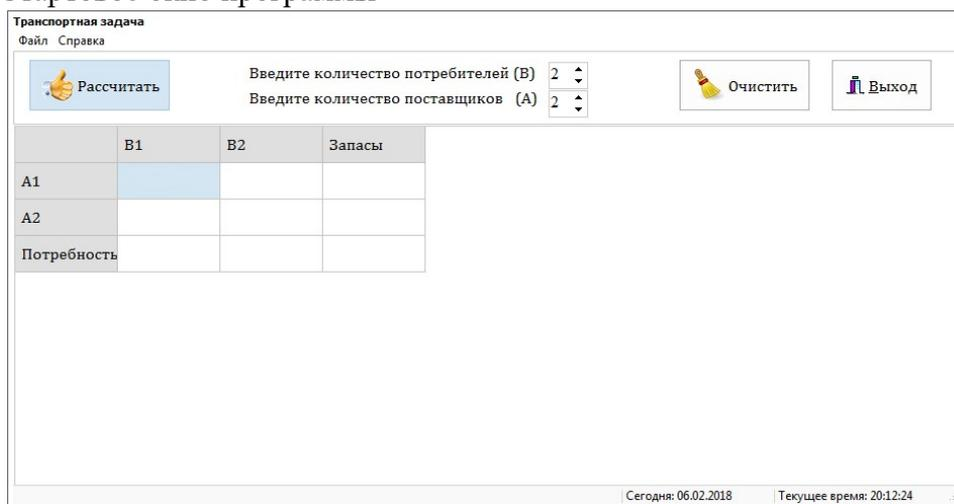 Транспортная задача
Файл Справка
Рассчитать
Введите количество потребителей (B) 2
Введите количество поставщиков (A) 2
Очистить
Выход
B1 B2 Запасы
A1
A2
Потребность
Сегодня: 06.02.2018 Текущее время: 20:12:24